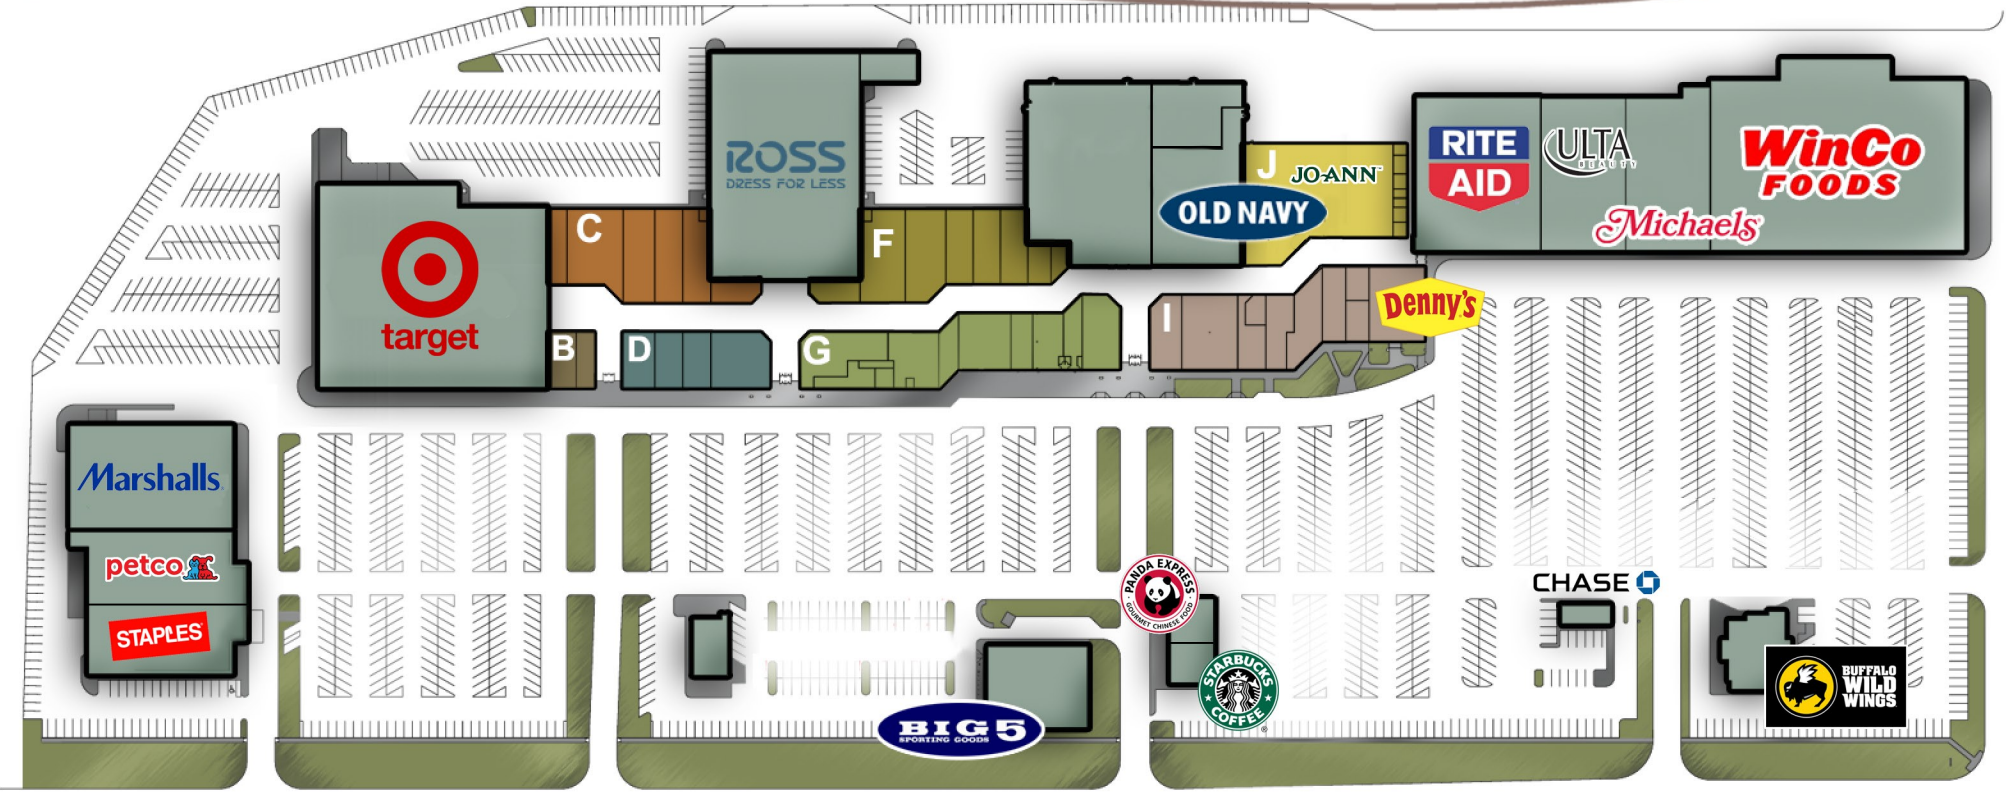 ROSS
DRESS FOR LESS
RITE
AID
ULTA
BEAUTY
WinCo
FOODS
Michaels
J
JO-ANN
OLD NAVY
C
F
target
Denny's
I
B
D
G
Marshalls
petco
STAPLES
PANDA EXPRESS
GOURMET CHINESE FOOD
CHASE
STARBUCKS
COFFEE
BUFFALO
WILD
WINGS
BIG 5
SPORTING GOODS